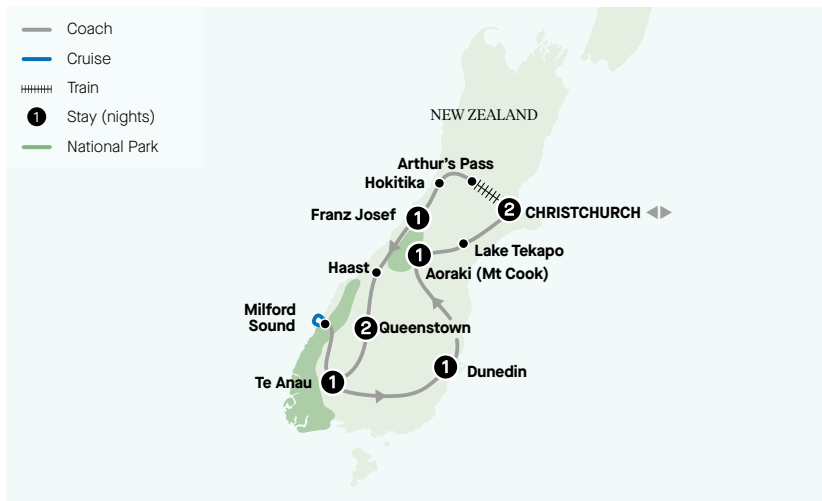 Coach
Cruise
Train
1 Stay (nights)
National Park
NEW ZEALAND
Arthur's Pass
Hokitika
Franz Josef 1
2 CHRISTCHURCH
Lake Tekapo
1
Aoraki (Mt Cook)
Haast
Milford
Sound
2 Queenstown
Te Anau 1
1 Dunedin